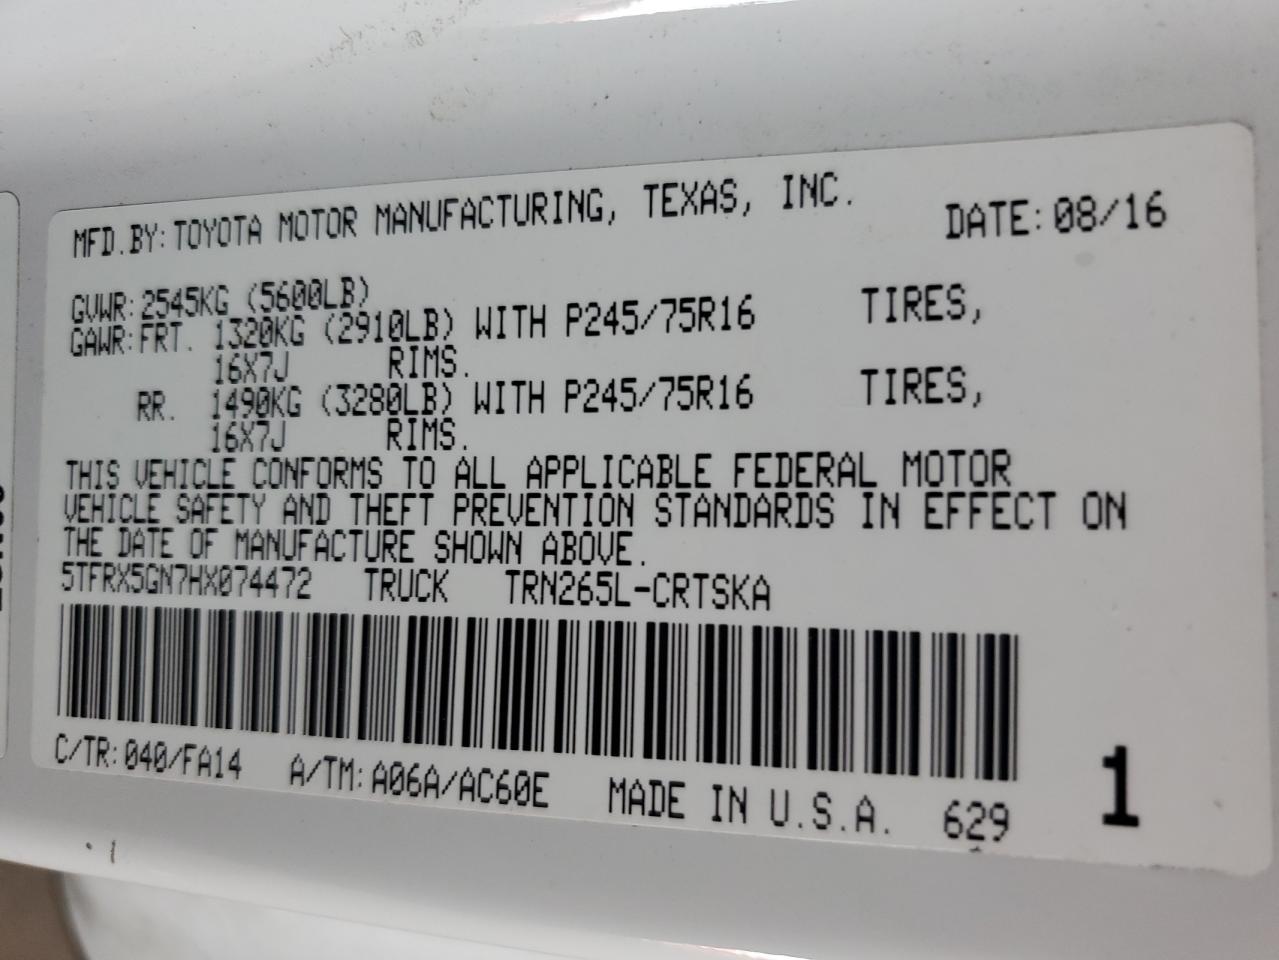 MFD.BY:TOYOTA MOTOR MANUFACTURING, TEXAS, INC. DATE:08/16
GVWR:2545KG (5600LB)
GAWR:FRT. 1320KG (2910LB) WITH P245/75R16 TIRES,
16X7J RIMS.
RR. 1490KG (3280LB) WITH P245/75R16 TIRES,
16X7J RIMS.
THIS VEHICLE CONFORMS TO ALL APPLICABLE FEDERAL MOTOR
VEHICLE SAFETY AND THEFT PREVENTION STANDARDS IN EFFECT ON
THE DATE OF MANUFACTURE SHOWN ABOVE.
5TFRX5GN7HX074472 TRUCK TRN265L-CRTSKA
C/TR:040/FA14 A/TM:A06A/AC60E MADE IN U.S.A. 629 1